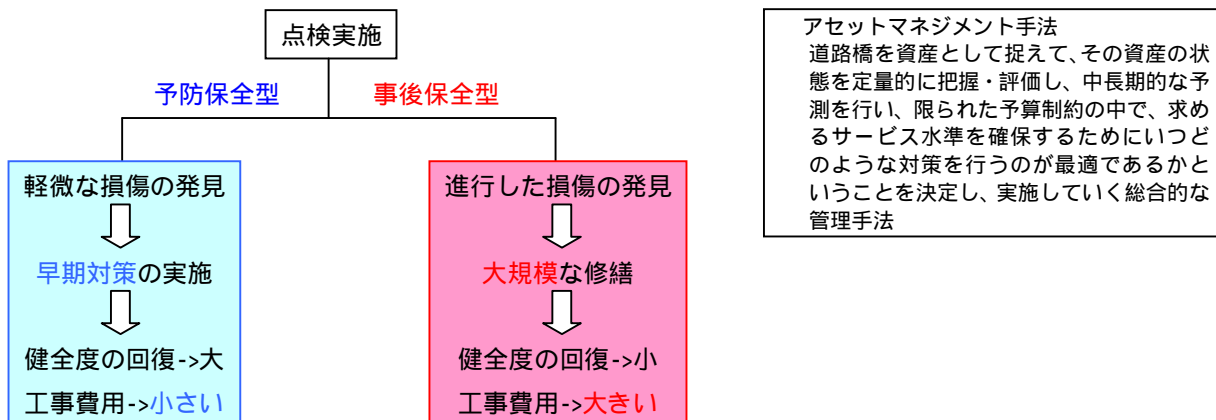 点検実施
予防保全型
事後保全型
軽微な損傷の発見
早期対策の実施
健全度の回復->大
工事費用->小さい
進行した損傷の発見
大規模な修繕
健全度の回復->小
工事費用->大きい
アセットマネジメント手法
道路橋を資産として捉えて、その資産の状
態を定量的に把握・評価し、中長期的な予
測を行い、限られた予算制約の中で、求め
るサービス水準を確保するためにいつど
のような対策を行うのが最適であるかと
いうことを決定し、実施していく総合的な
管理手法